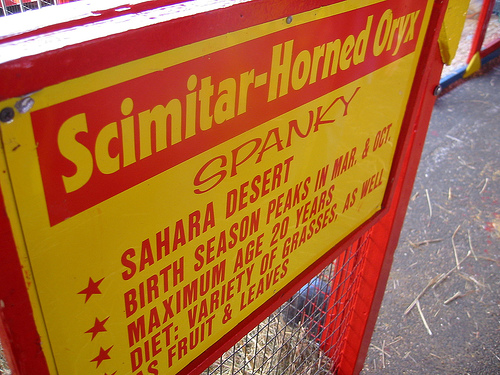 Scimitar-Horned Oryx
SPANKY
SAHARA DESERT
BIRTH SEASON PEAKS IN MAR. & OCT.
MAXIMUM AGE 20 YEARS
DIET: VARIETY OF GRASSES, AS WELL
AS FRUIT & LEAVES